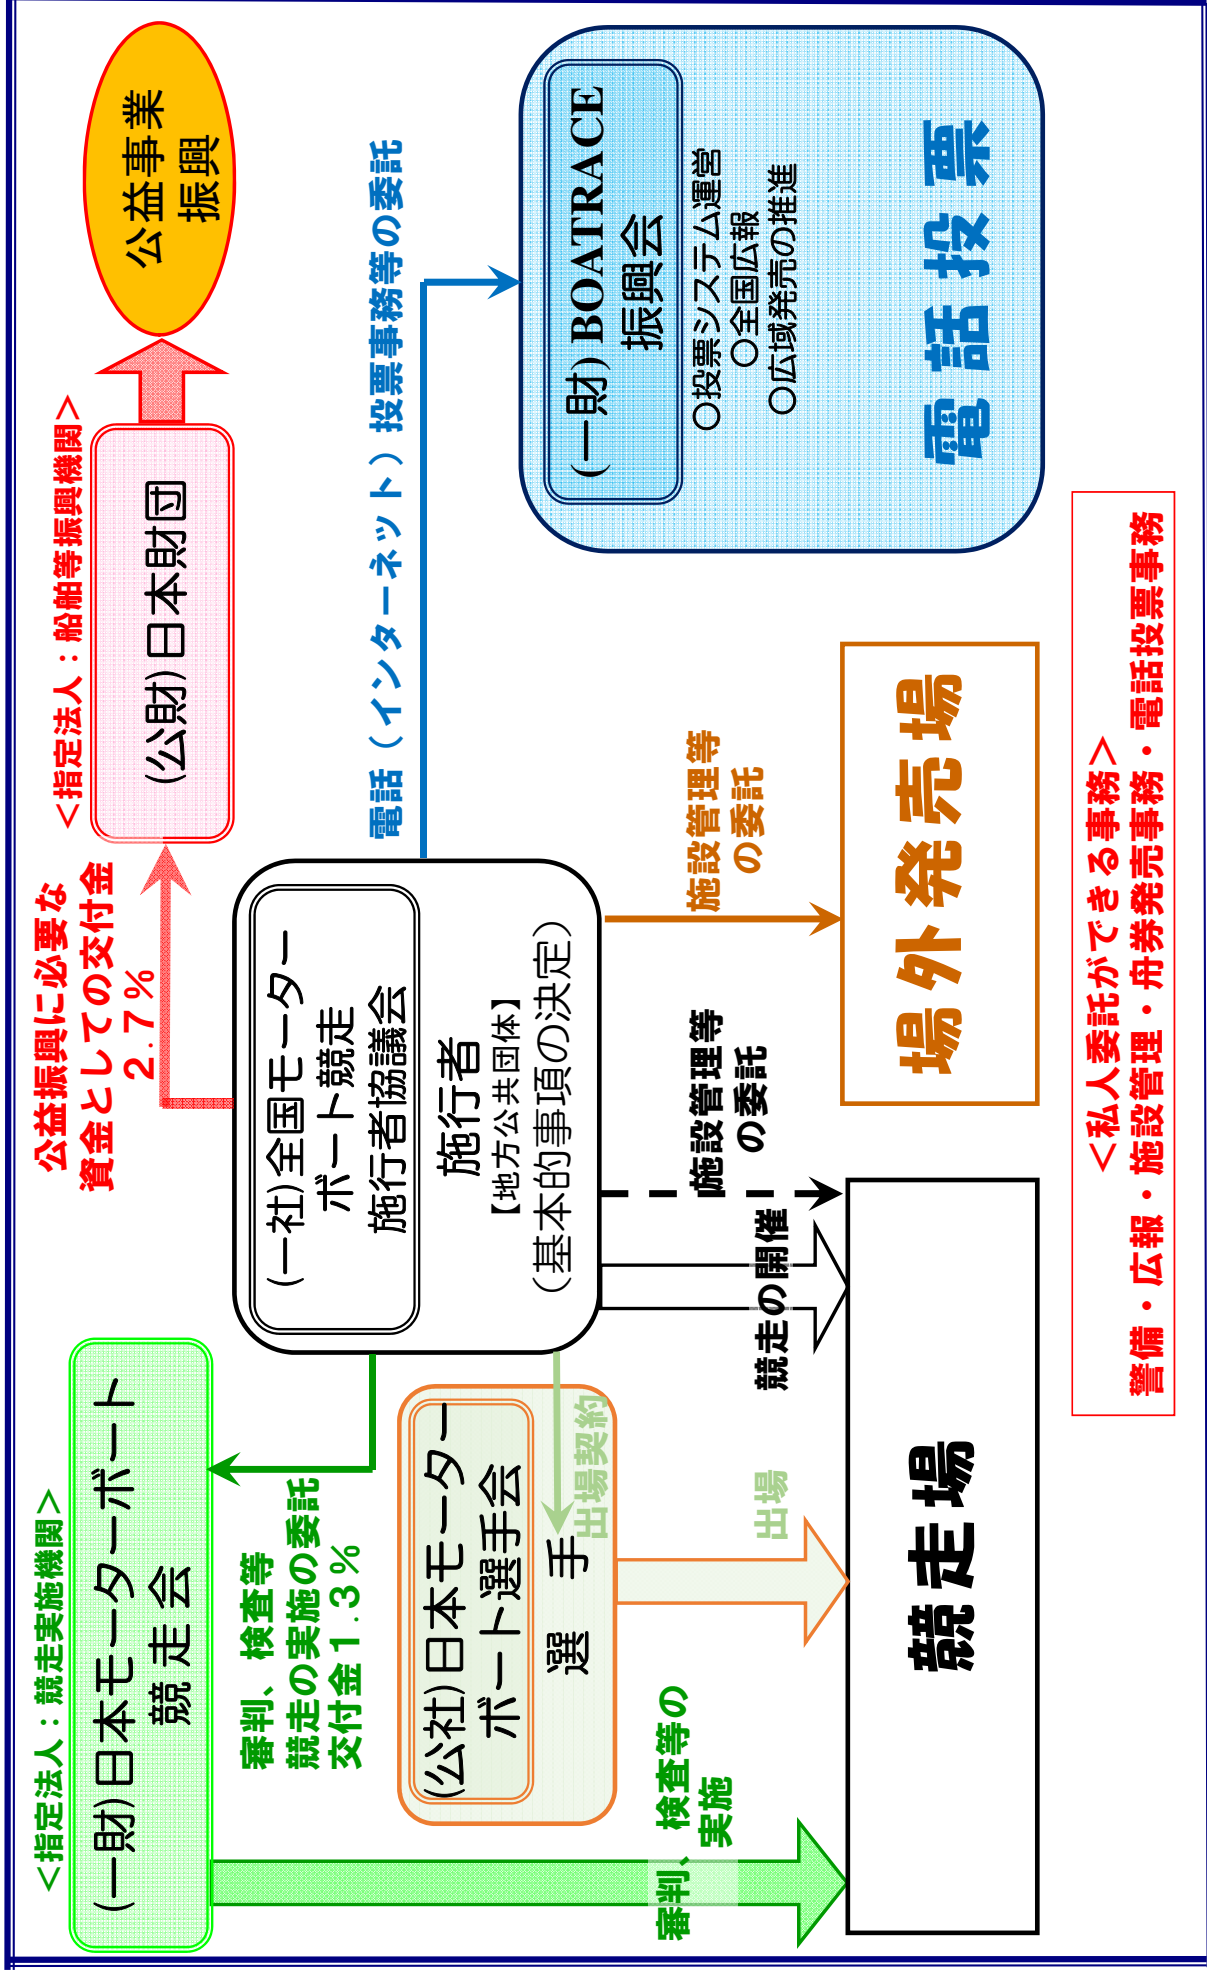 <指定法人：競走実施機関>
(一財)日本モーターボート
競走会
審判、検査等
競走の実施の委託
交付金1.3％
公益振興に必要な
資金としての交付金
2.7％
<指定法人：船舶等振興機関>
(公財)日本財団
公益事業
振興
(一社)全国モーター
ボート競走
施行者協議会
施行者
【地方公共団体】
（基本的事項の決定）
電話（インターネット）投票事務等の委託
(一財) BOATRACE
振興会
○投票システム運営
○全国広報
○広域発売の推進
電話投票
(公社)日本モーター
ボート選手会
選　手
出場契約
出場
審判、検査等の
実施
競走の開催
施設管理等
の委託
施設管理等
の委託
競走場
場外発売場
<私人委託ができる事務>
警備・広報・施設管理・舟券発売事務・電話投票事務